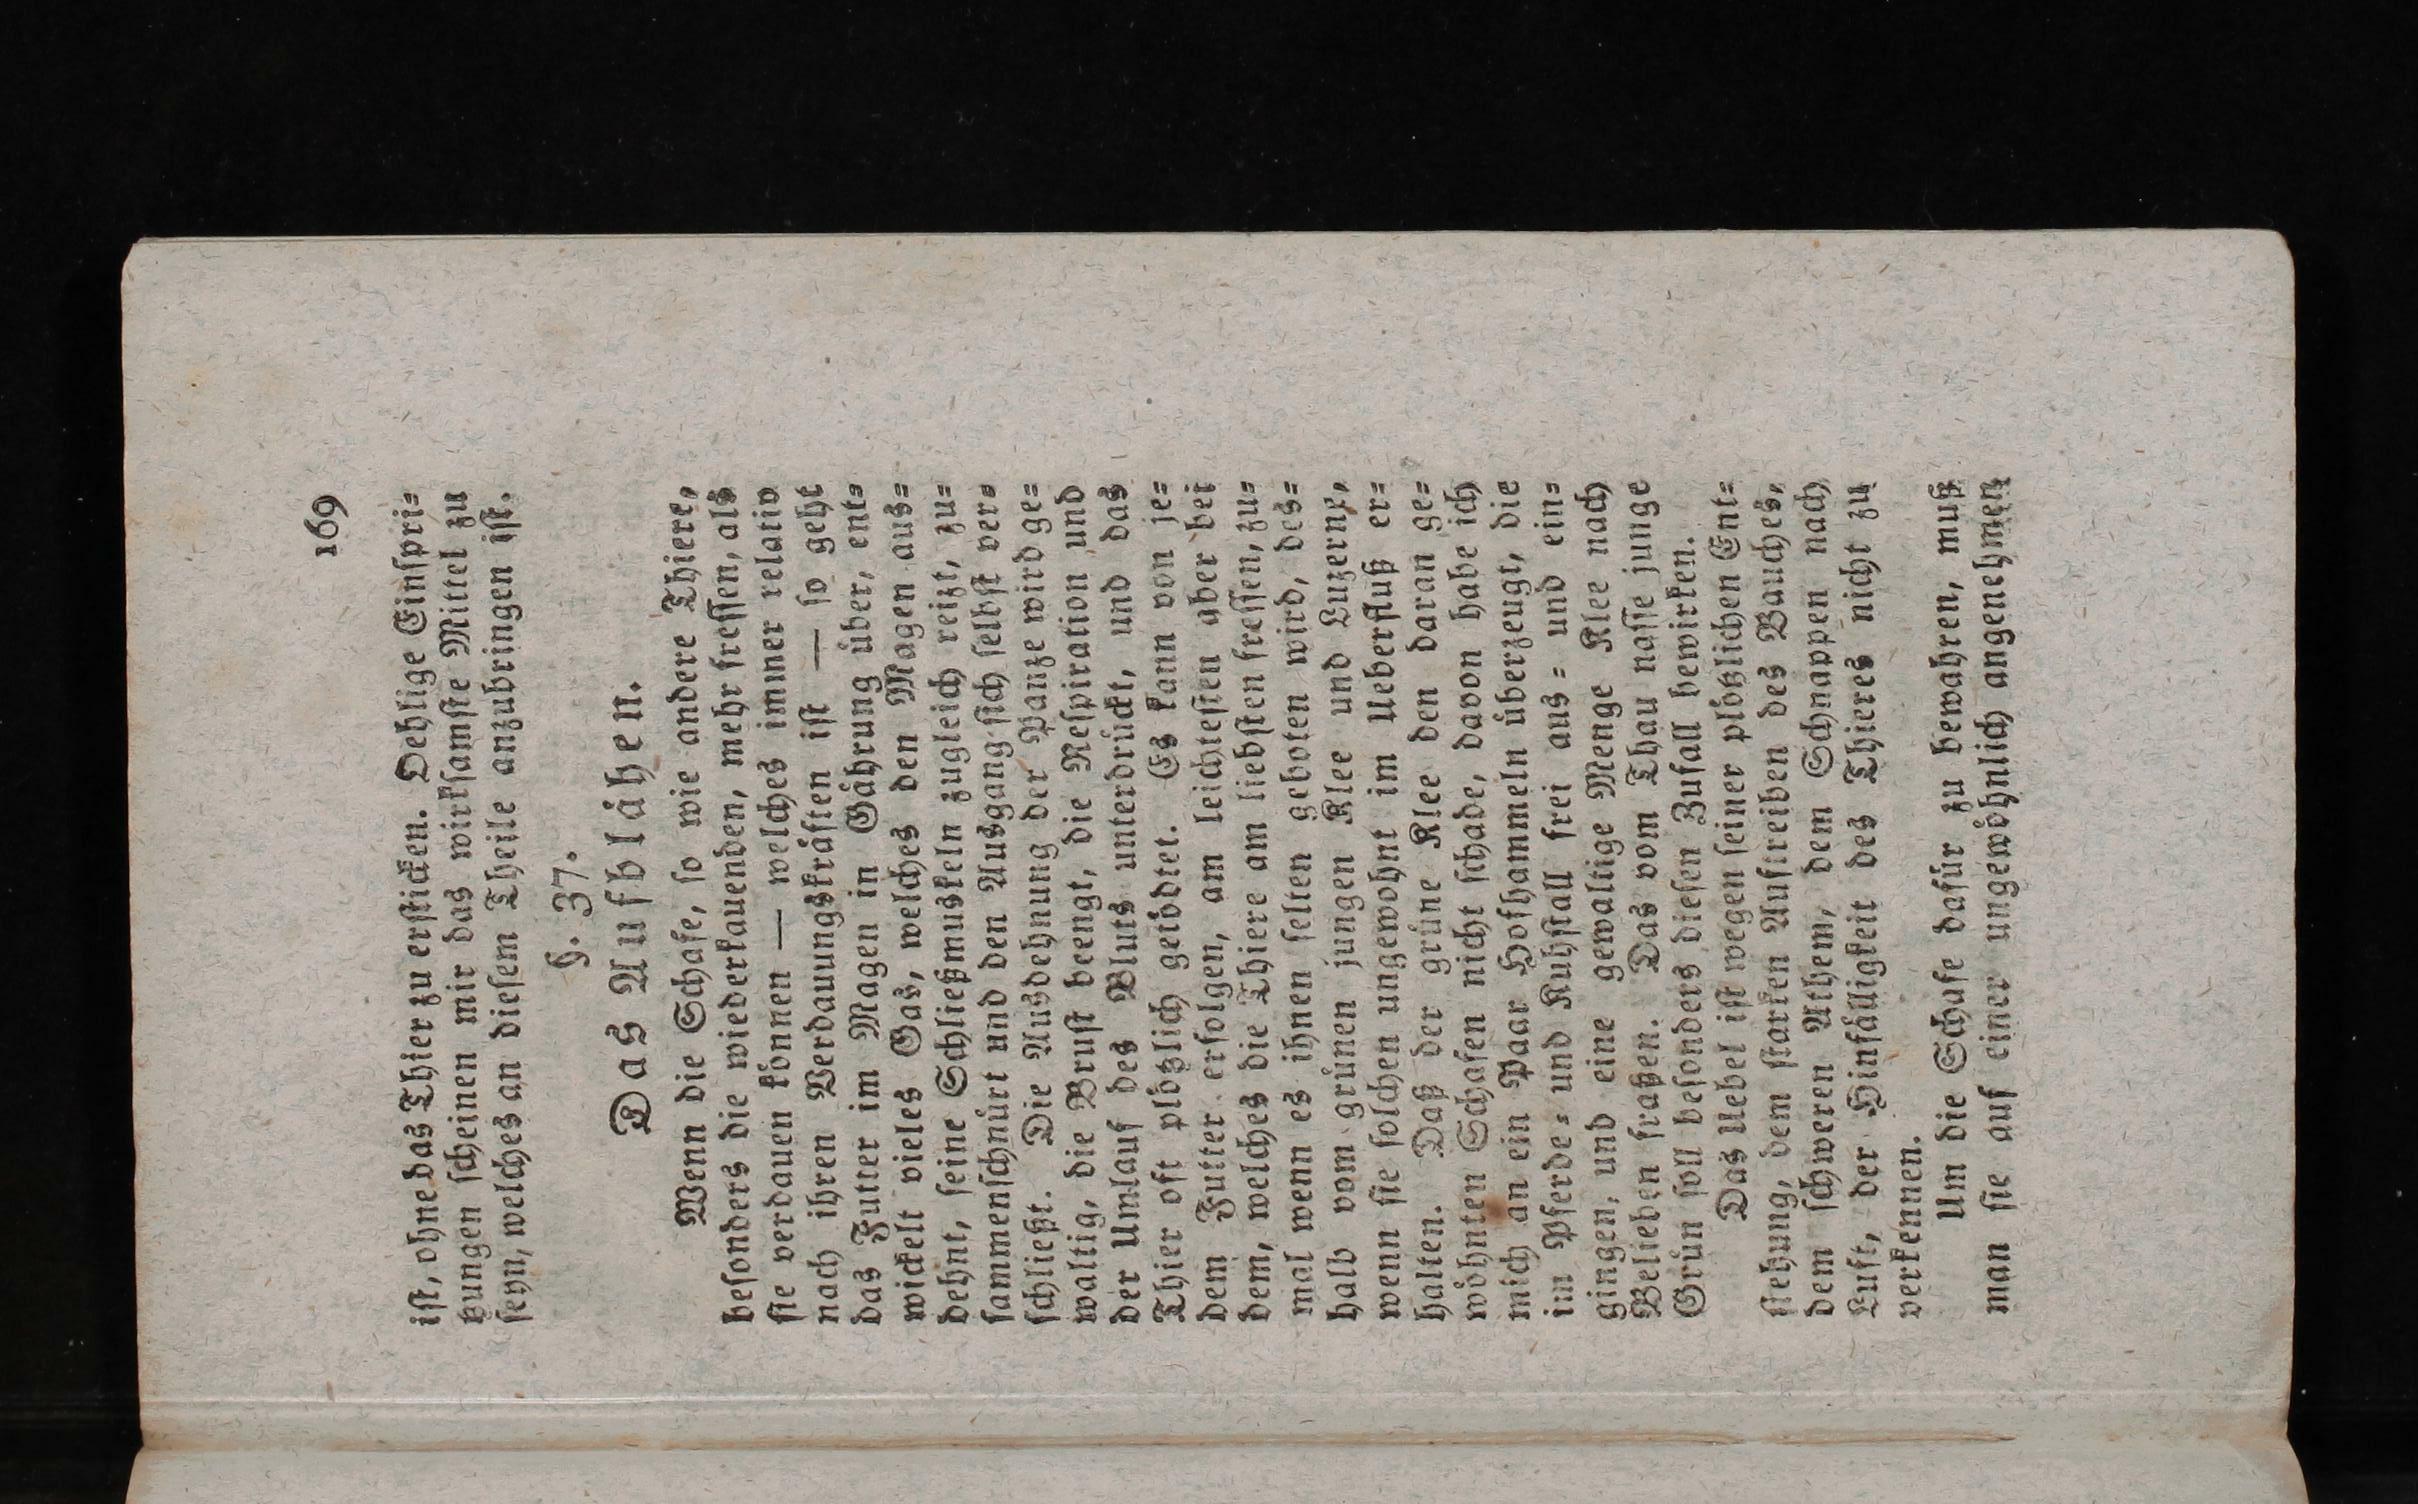 169
ist, ohne das Thier zu ersticken. Oehlige Einspri=
tzungen scheinen mir das wirksamste Mittel zu
seyn, welches an diesem Theile anzubringen ist.
§. 37.
Das Aufblähen.
Wenn die Schafe, so wie andere Thiere,
besonders die wiederkauenden, mehr fressen, als
sie verdauen können — welches immer relativ
nach ihren Verdauungskräften ist — so geht
das Futter im Magen in Gährung über, ent=
wickelt vieles Gas, welches den Magen aus=
dehnt, seine Schließmuskeln zugleich reizt, zu=
sammenschnürt und den Ausgang sich selbst ver=
schließt. Die Ausdehnung der Panze wird ge=
waltig, die Brust beengt, die Respiration und
der Umlauf des Bluts unterdrückt, und das
Thier oft plötzlich getödtet. Es kann von je=
dem Futter erfolgen, am leichtesten aber bei
dem, welches die Thiere am liebsten fressen, zu=
mal wenn es ihnen selten geboten wird, des=
halb vom grünen jungen Klee und Luzerne,
wenn sie solchen ungewohnt im Ueberfluß er=
halten. Daß der grüne Klee den daran ge=
wöhnten Schafen nicht schade, davon habe ich
mich an ein Paar Hofhammeln überzeugt, die
im Pferde= und Kuhstall frei aus= und ein=
gingen, und eine gewaltige Menge Klee nach
Belieben fraßen. Das vom Thau nasse junge
Grün soll besonders diesen Zufall bewirken.
Das Uebel ist wegen seiner plötzlichen Ent=
stehung, dem starken Auftreiben des Bauches,
dem schweren Athem, dem Schnappen nach
Luft, der Hinfälligkeit des Thieres nicht zu
verkennen.
Um die Schafe dafür zu bewahren, muß
man sie auf einer ungewöhnlich angenehmen